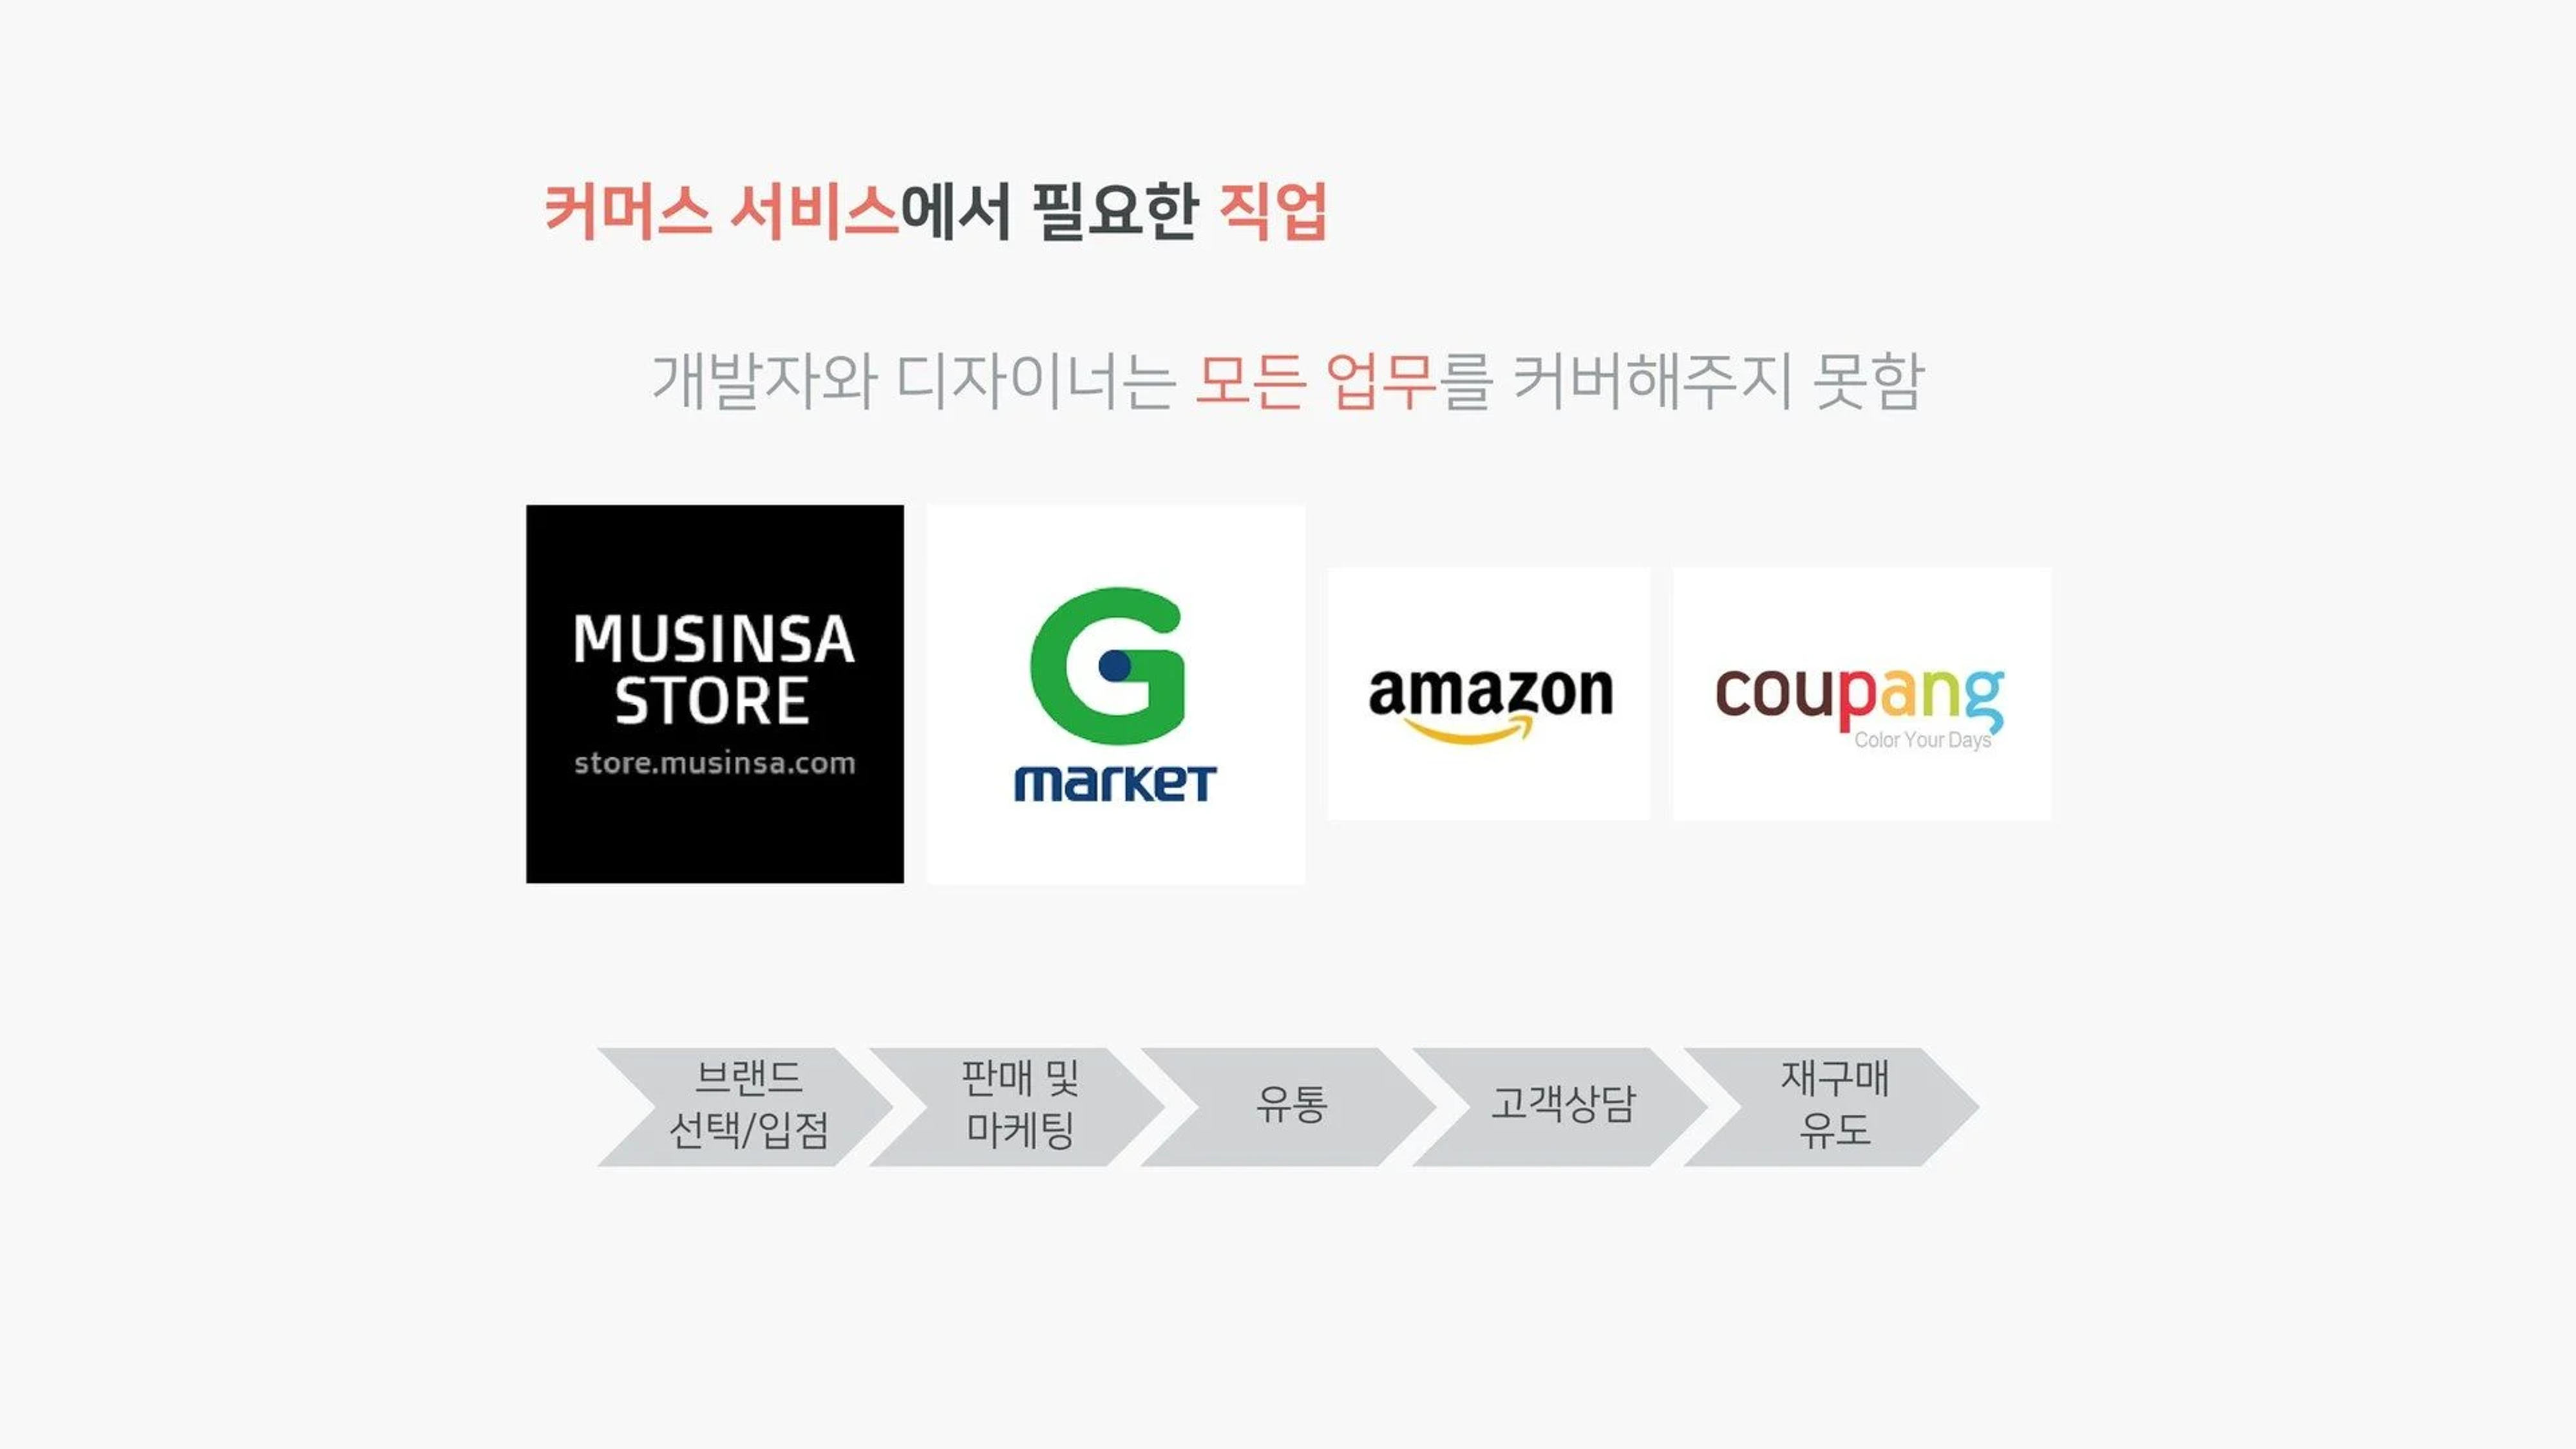 커머스 서비스에서 필요한 직업
개발자와 디자이너는 모든 업무를 커버해주지 못함
MUSINSA
STORE
store.musinsa.com
G
market
amazon
coupang
Color Your Days
브랜드
선택/입점
판매 및
마케팅
유통
고객상담
재구매
유도